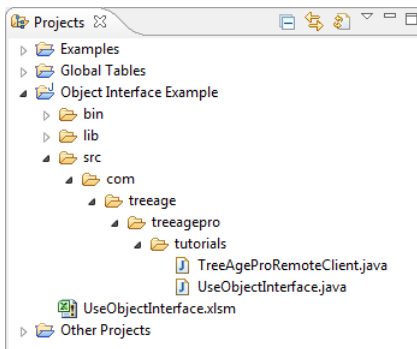 Projects
Examples
Global Tables
Object Interface Example
bin
lib
src
com
treeage
treeagepro
tutorials
TreeAgeProRemoteClient.java
UseObjectInterface.java
UseObjectInterface.xlsm
Other Projects